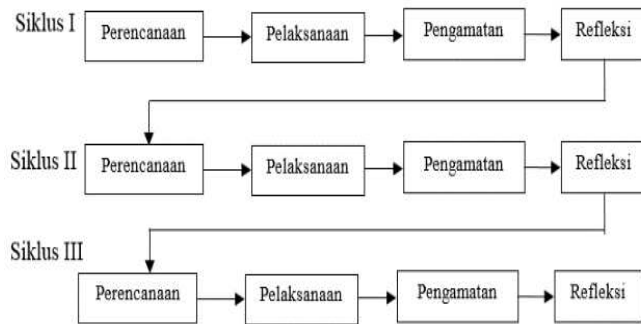 Siklus I
Perencanaan
Pelaksanaan
Pengamatan
Refleksi
Siklus II
Perencanaan
Pelaksanaan
Pengamatan
Refleksi
Siklus III
Perencanaan
Pelaksanaan
Pengamatan
Refleksi